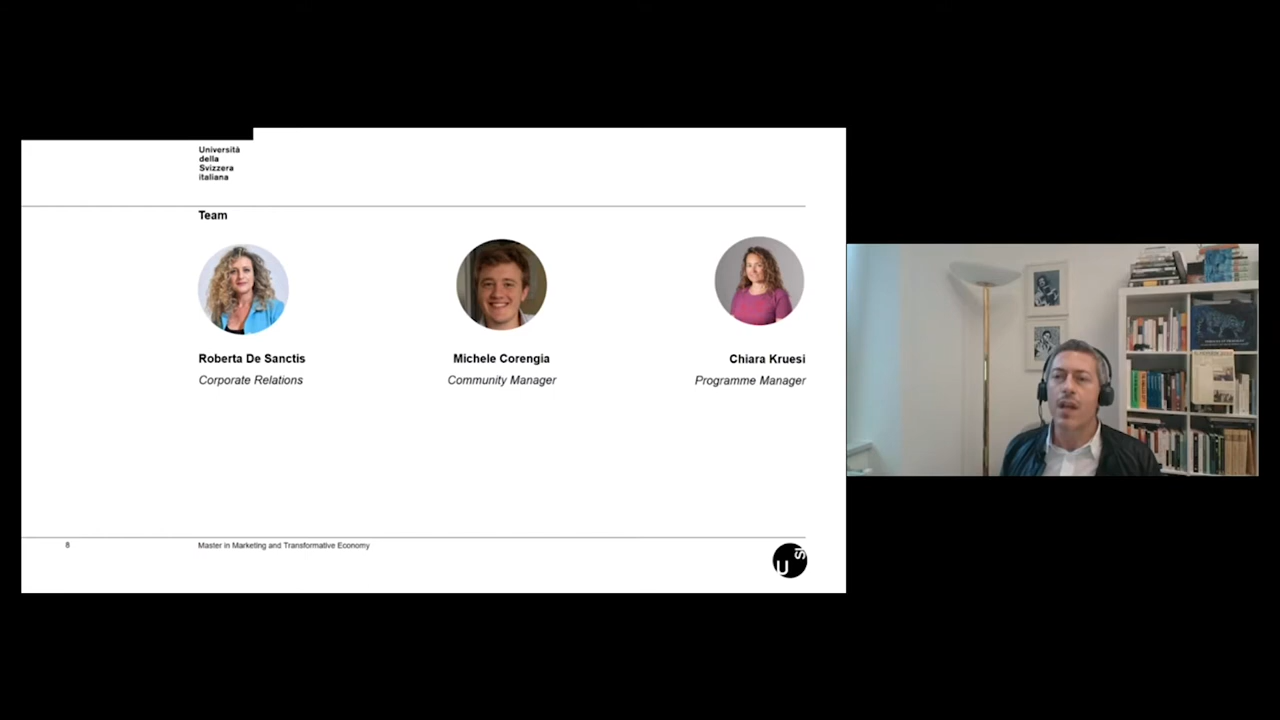 Università
della
Svizzera
italiana
Team
Roberta De Sanctis
Corporate Relations
Michele Corengia
Community Manager
Chiara Kruesi
Programme Manager
8
Master in Marketing and Transformative Economy
U
SI